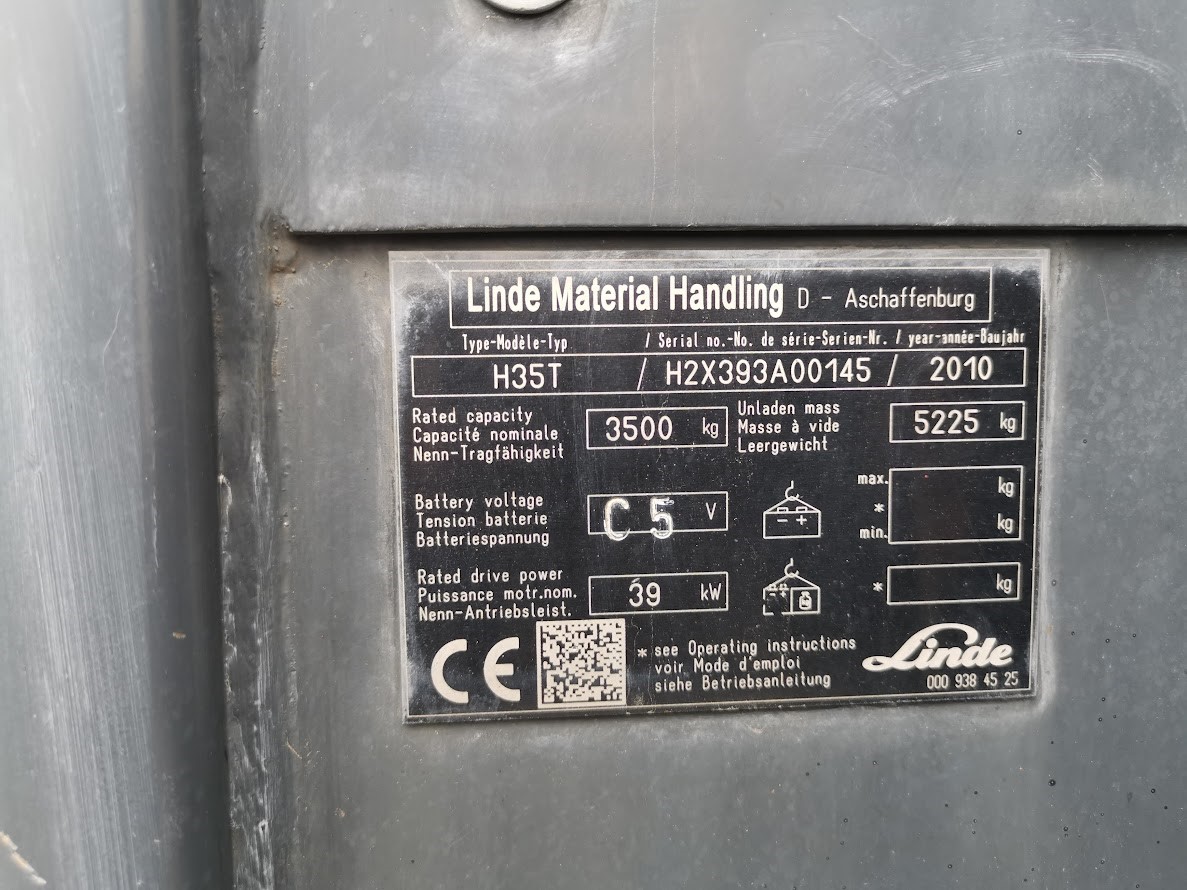 Linde Material Handling D - Aschaffenburg
Type-Modèle-Typ / Serial no.-No. de série-Serien-Nr. / year-année-Baujahr
H35T / H2X393A00145 / 2010
Rated capacity
Capacité nominale
Nenn-Tragfähigkeit
3500 kg
Unladen mass
Masse à vide
Leergewicht
5225 kg
Battery voltage
Tension batterie
Batteriespannung
C 5 V
- +
max. kg
*
min. kg
Rated drive power
Puissance motr.nom.
Nenn-Antriebsleist.
39 kW
* kg
CE
* see Operating instructions
voir Mode d'emploi
siehe Betriebsanleitung
Linde
000 938 45 25